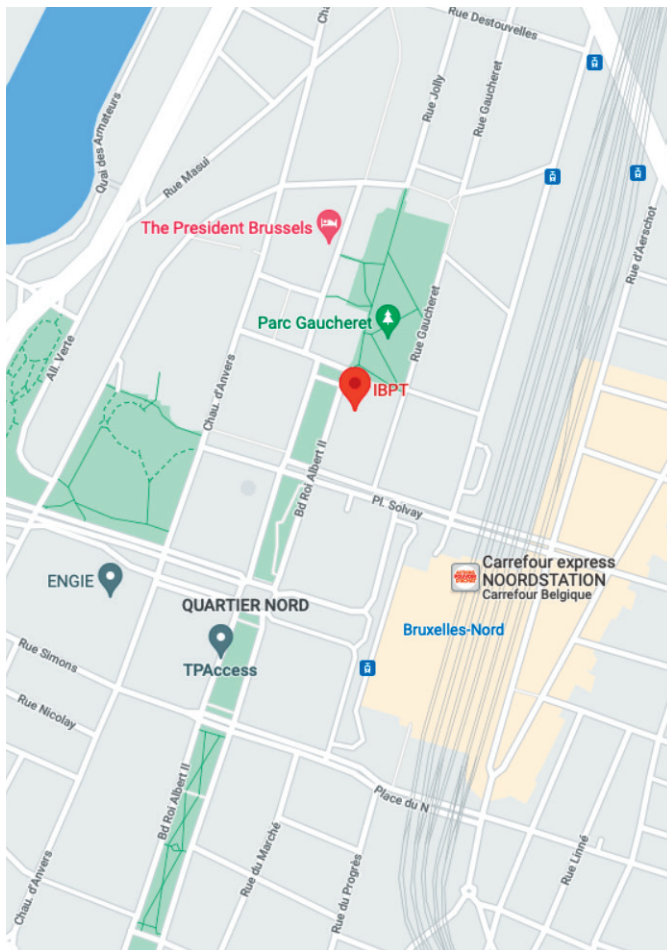 Rue Destouvelles
Cha
Quai des Armateurs
Rue Jolly
Rue Gaucheret
Rue Masui
Rue d'Aerschot
The President Brussels
Parc Gaucheret
Rue Gaucheret
All. Verte
Chau. d'Anvers
IBPT
Bd Roi Albert II
Pl. Solvay
Carrefour express
NOORDSTATION
Carrefour Belgique
ENGIE
QUARTIER NORD
Bruxelles-Nord
TPAccess
Rue Simons
Rue Nicolay
Place du N
Bd Roi Albert II
Rue du Marché
Rue du Progrès
Rue Linné
Chau. d'Anvers